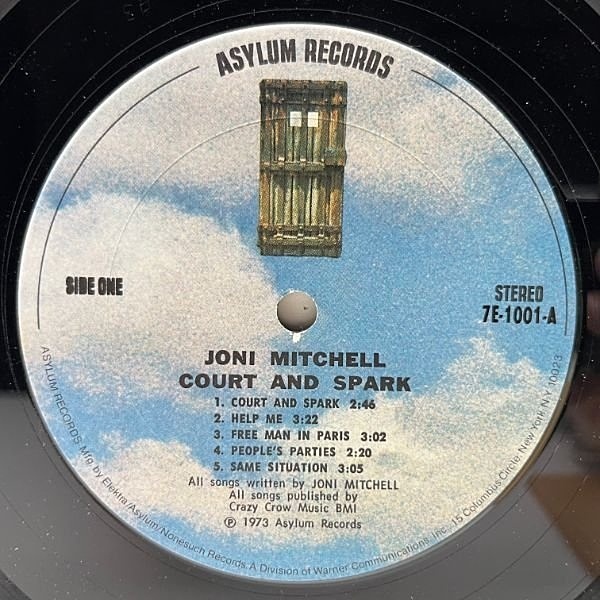 ASYLUM RECORDS
SIDE ONE
STEREO
7E-1001-A
JONI MITCHELL
COURT AND SPARK
1. COURT AND SPARK 2:46
2. HELP ME 3:22
3. FREE MAN IN PARIS 3:02
4. PEOPLE'S PARTIES 2:20
5. SAME SITUATION 3:05
All songs written by JONI MITCHELL
All songs published by
Crazy Crow Music BMI
℗ 1973 Asylum Records
ASYLUM RECORDS Mfg by Elektra/Asylum/Nonesuch Records. A Division of Warner Communications, Inc. 15 Columbus Circle, New York, N.Y. 10023